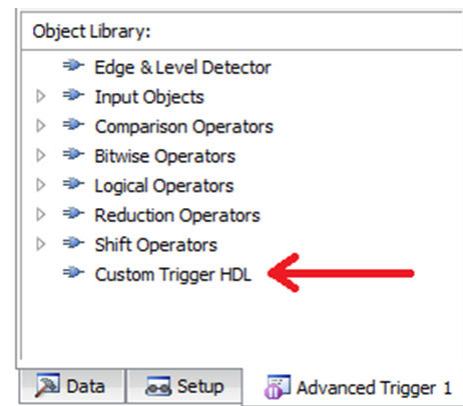 Object Library:
Edge & Level Detector
Input Objects
Comparison Operators
Bitwise Operators
Logical Operators
Reduction Operators
Shift Operators
Custom Trigger HDL
Data Setup Advanced Trigger 1